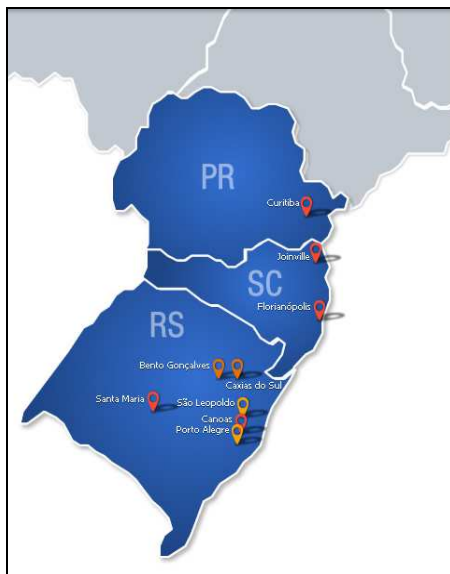 PR
Curitiba
Joinville
SC
Florianópolis
RS
Bento Gonçalves
Caxias do Sul
Santa Maria
São Leopoldo
Canoas
Porto Alegre